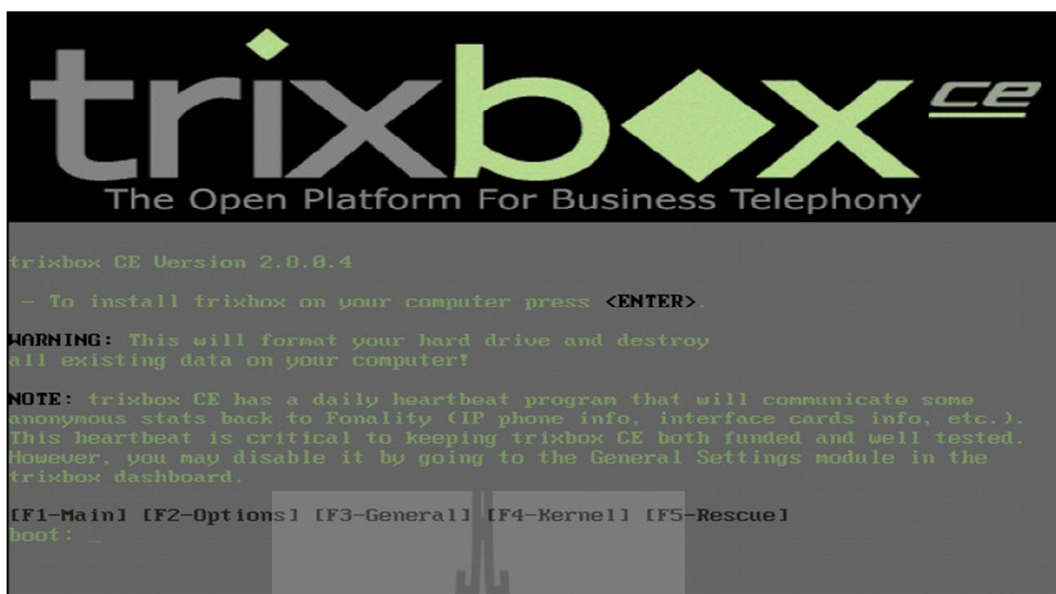 trixbox ce
The Open Platform For Business Telephony
trixbox CE Version 2.8.0.4
- To install trixbox on your computer press <ENTER>.
WARNING: This will format your hard drive and destroy
all existing data on your computer!
NOTE: trixbox CE has a daily heartbeat program that will communicate some
anonymous stats back to Fonality (IP phone info, interface cards info, etc.).
This heartbeat is critical to keeping trixbox CE both funded and well tested.
However, you may disable it by going to the General Settings module in the
trixbox dashboard.
[F1-Main] [F2-Options] [F3-General] [F4-Kernel] [F5-Rescue]
boot: _